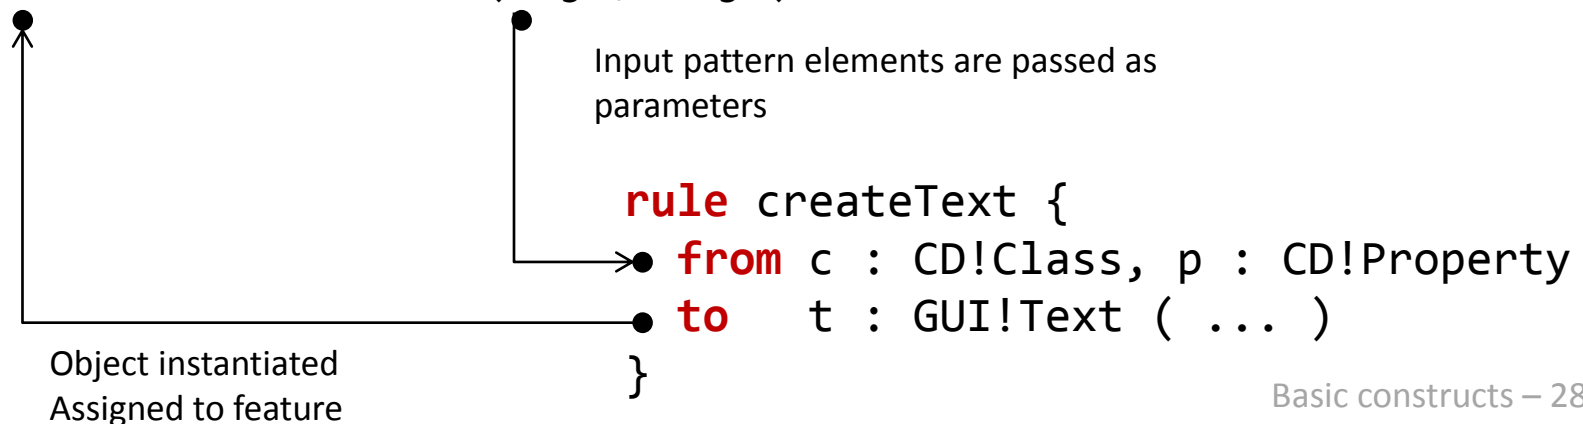 Input pattern elements are passed as
parameters
rule createText {
from c : CD!Class, p : CD!Property
to t : GUI!Text ( ... )
}
Object instantiated
Assigned to feature
Basic constructs – 28